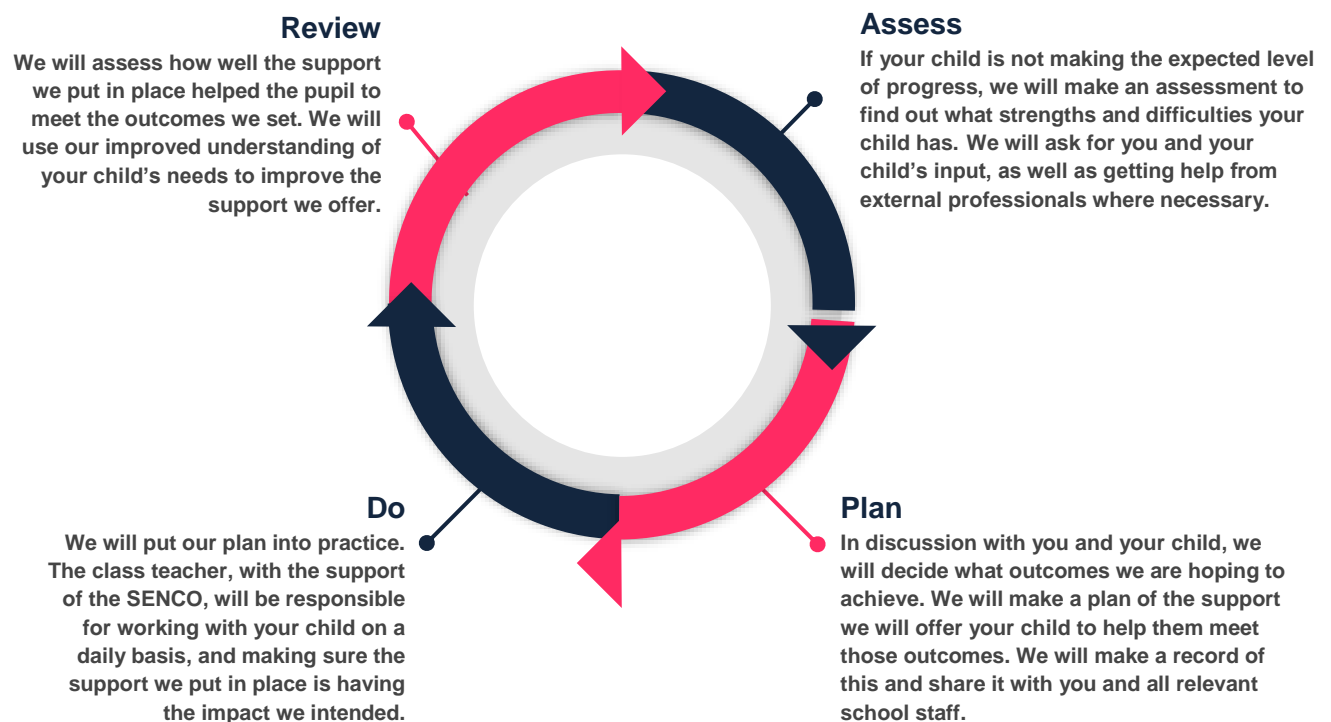 Review
We will assess how well the support
we put in place helped the pupil to
meet the outcomes we set. We will
use our improved understanding of
your child’s needs to improve the
support we offer.
Assess
If your child is not making the expected level
of progress, we will make an assessment to
find out what strengths and difficulties your
child has. We will ask for you and your
child’s input, as well as getting help from
external professionals where necessary.
Do
We will put our plan into practice.
The class teacher, with the support
of the SENCO, will be responsible
for working with your child on a
daily basis, and making sure the
support we put in place is having
the impact we intended.
Plan
In discussion with you and your child, we
will decide what outcomes we are hoping to
achieve. We will make a plan of the support
we will offer your child to help them meet
those outcomes. We will make a record of
this and share it with you and all relevant
school staff.